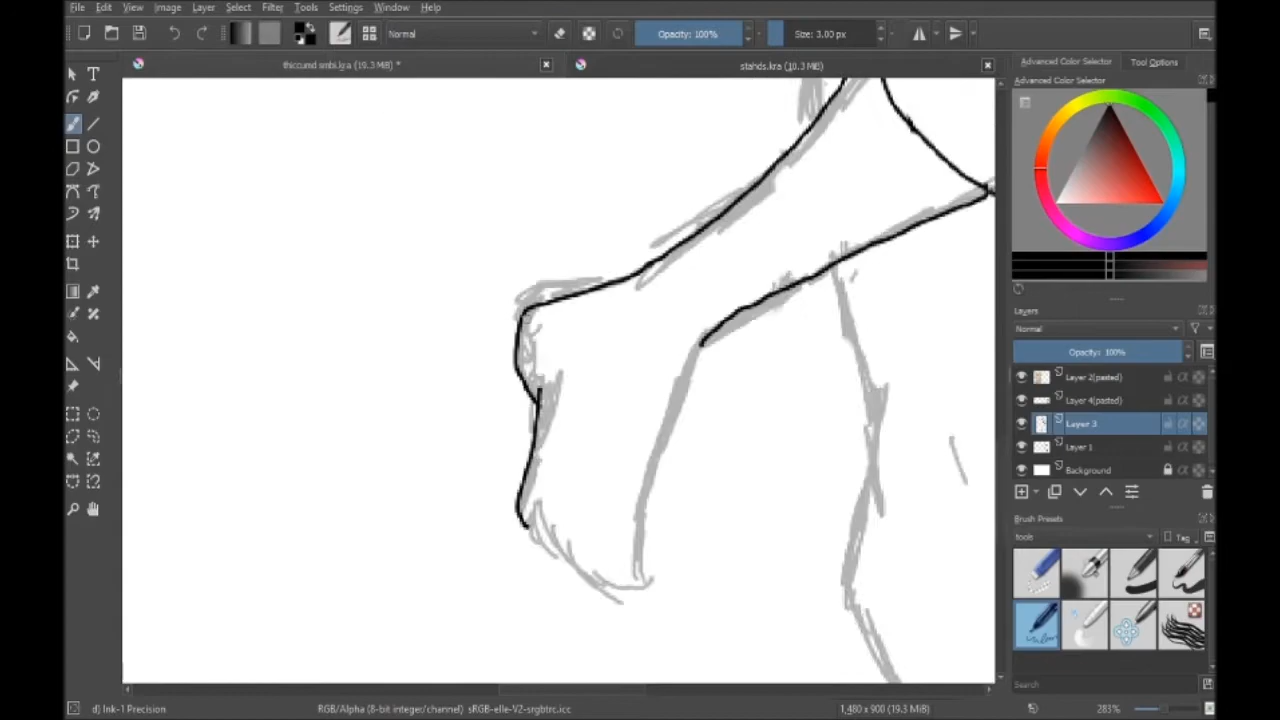 File Edit View Image Layer Select Filter Tools Settings Window Help
Normal Opacity: 100% Size: 3.00 px
thiccund smbi.kra (19.3 MiB) * stahds.kra (10.3 MiB)
Advanced Color Selector Tool Options
Advanced Color Selector
Layers
Normal
Opacity: 100%
Layer 2(pasted)
Layer 4(pasted)
Layer 3
Layer 1
Background
Brush Presets
tools Tag
Search
d) Ink-1 Precision RGB/Alpha (8-bit integer/channel) sRGB-elle-V2-srgbtrc.icc 1,480 x 900 (19.3 MiB) 283%